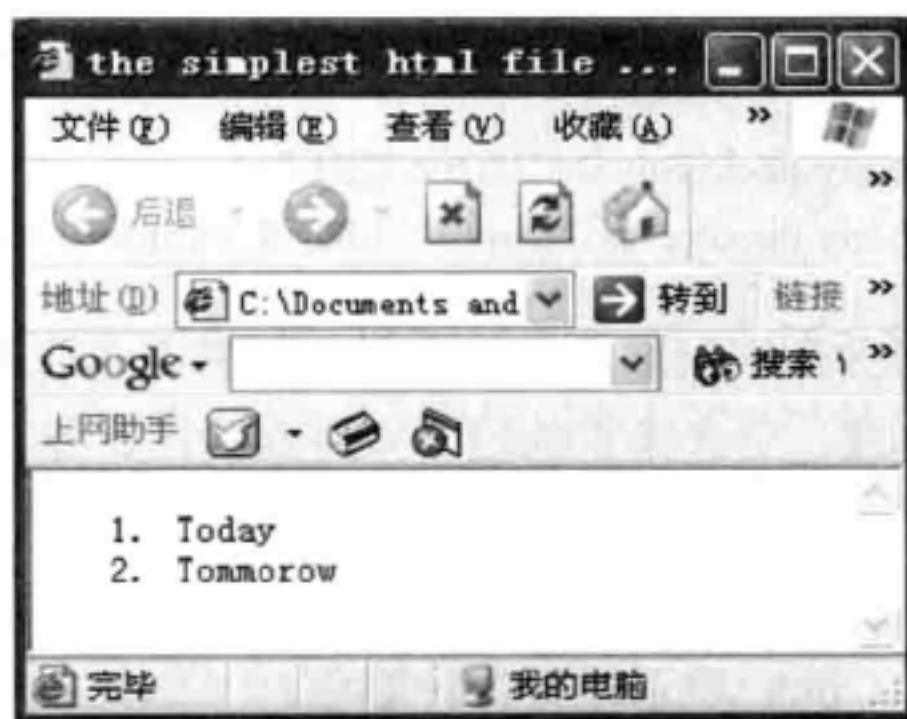 the simplest html file ...
文件(F) 编辑(E) 查看(V) 收藏(A) »
后退 »
地址(D) C:\Documents and 转到 链接 »
Google 搜索 »
上网助手
1. Today
2. Tommorow
完毕 我的电脑